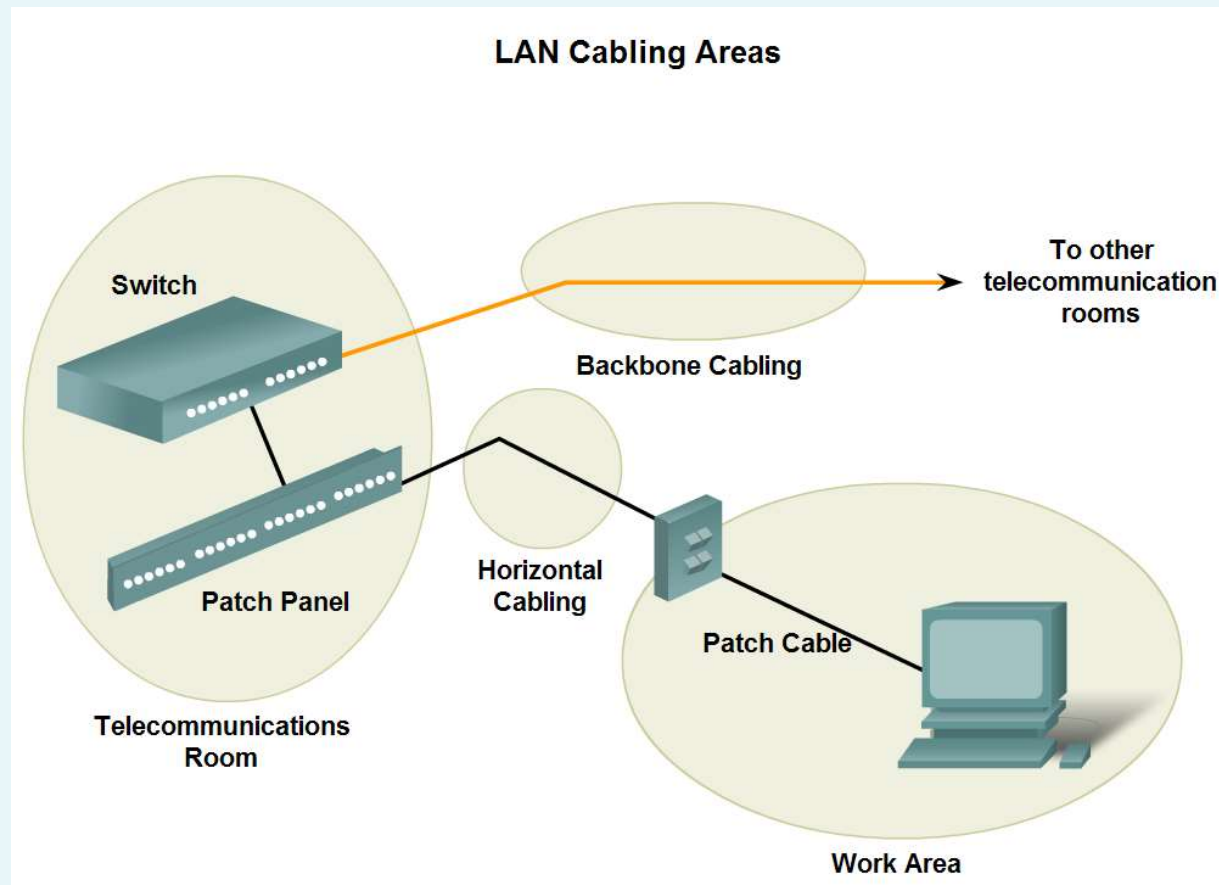 LAN Cabling Areas
Switch
To other
telecommunication
rooms
Backbone Cabling
Patch Panel
Horizontal
Cabling
Patch Cable
Telecommunications
Room
Work Area